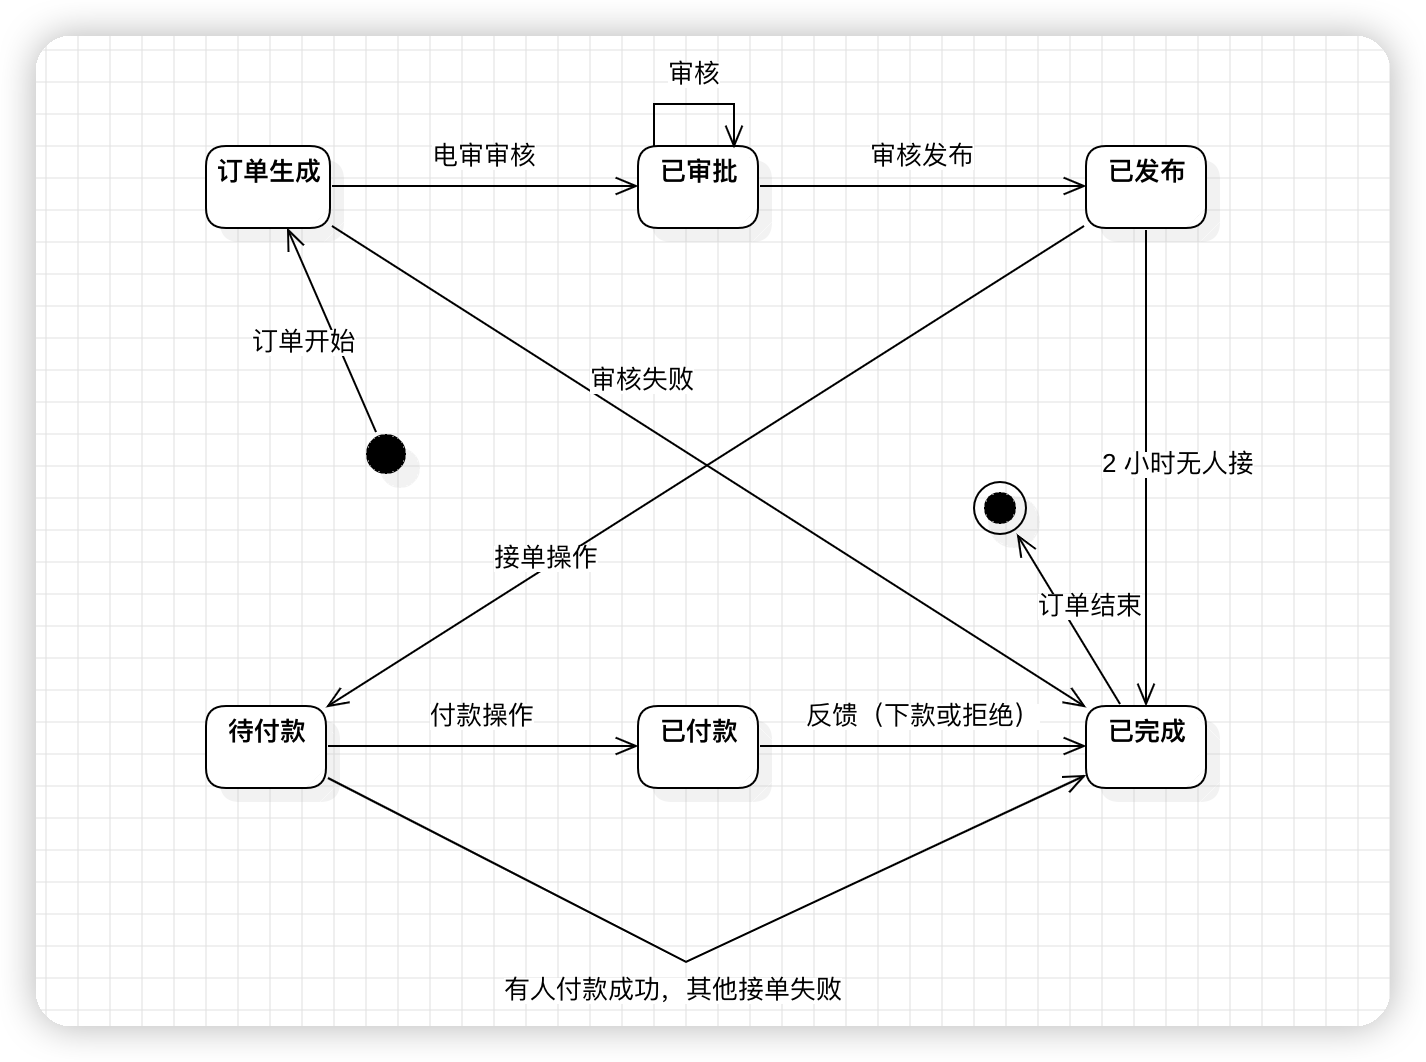 审核
订单生成
电审审核
已审批
审核发布
已发布
订单开始
审核失败
2 小时无人接
接单操作
订单结束
待付款
付款操作
已付款
反馈（下款或拒绝）
已完成
有人付款成功，其他接单失败